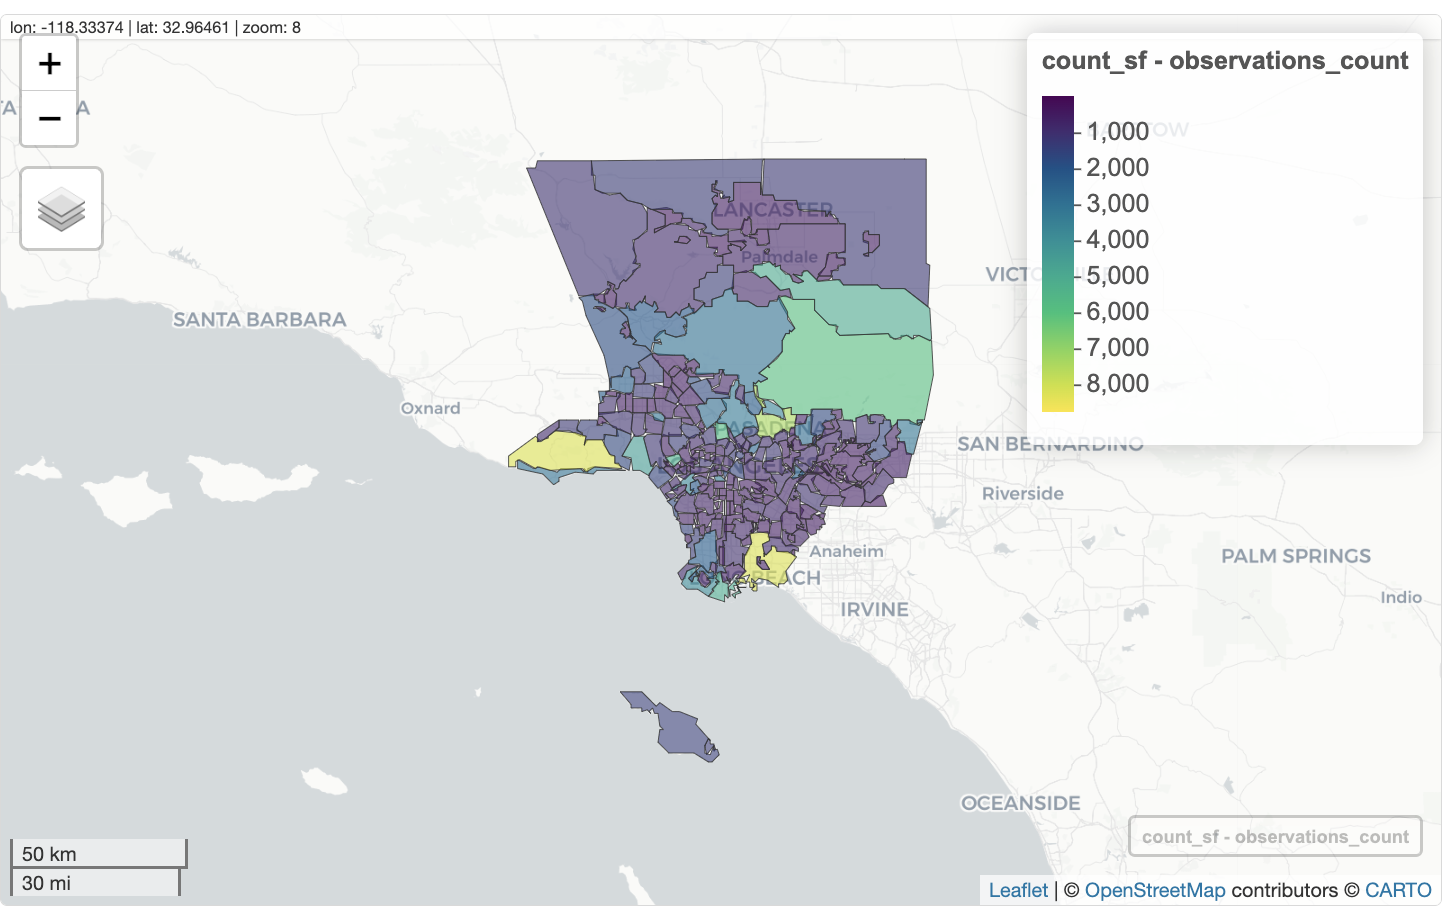 lon: -118.33374 | lat: 32.96461 | zoom: 8
+
−
count_sf - observations_count
1,000
2,000
3,000
4,000
5,000
6,000
7,000
8,000
LANCASTER
Palmdale
VICT
SANTA BARBARA
Oxnard
PASADENA
LOS ANGELES
SAN BERNARDINO
Riverside
Anaheim
BEACH
PALM SPRINGS
IRVINE
Indio
OCEANSIDE
count_sf - observations_count
50 km
30 mi
Leaflet | © OpenStreetMap contributors © CARTO